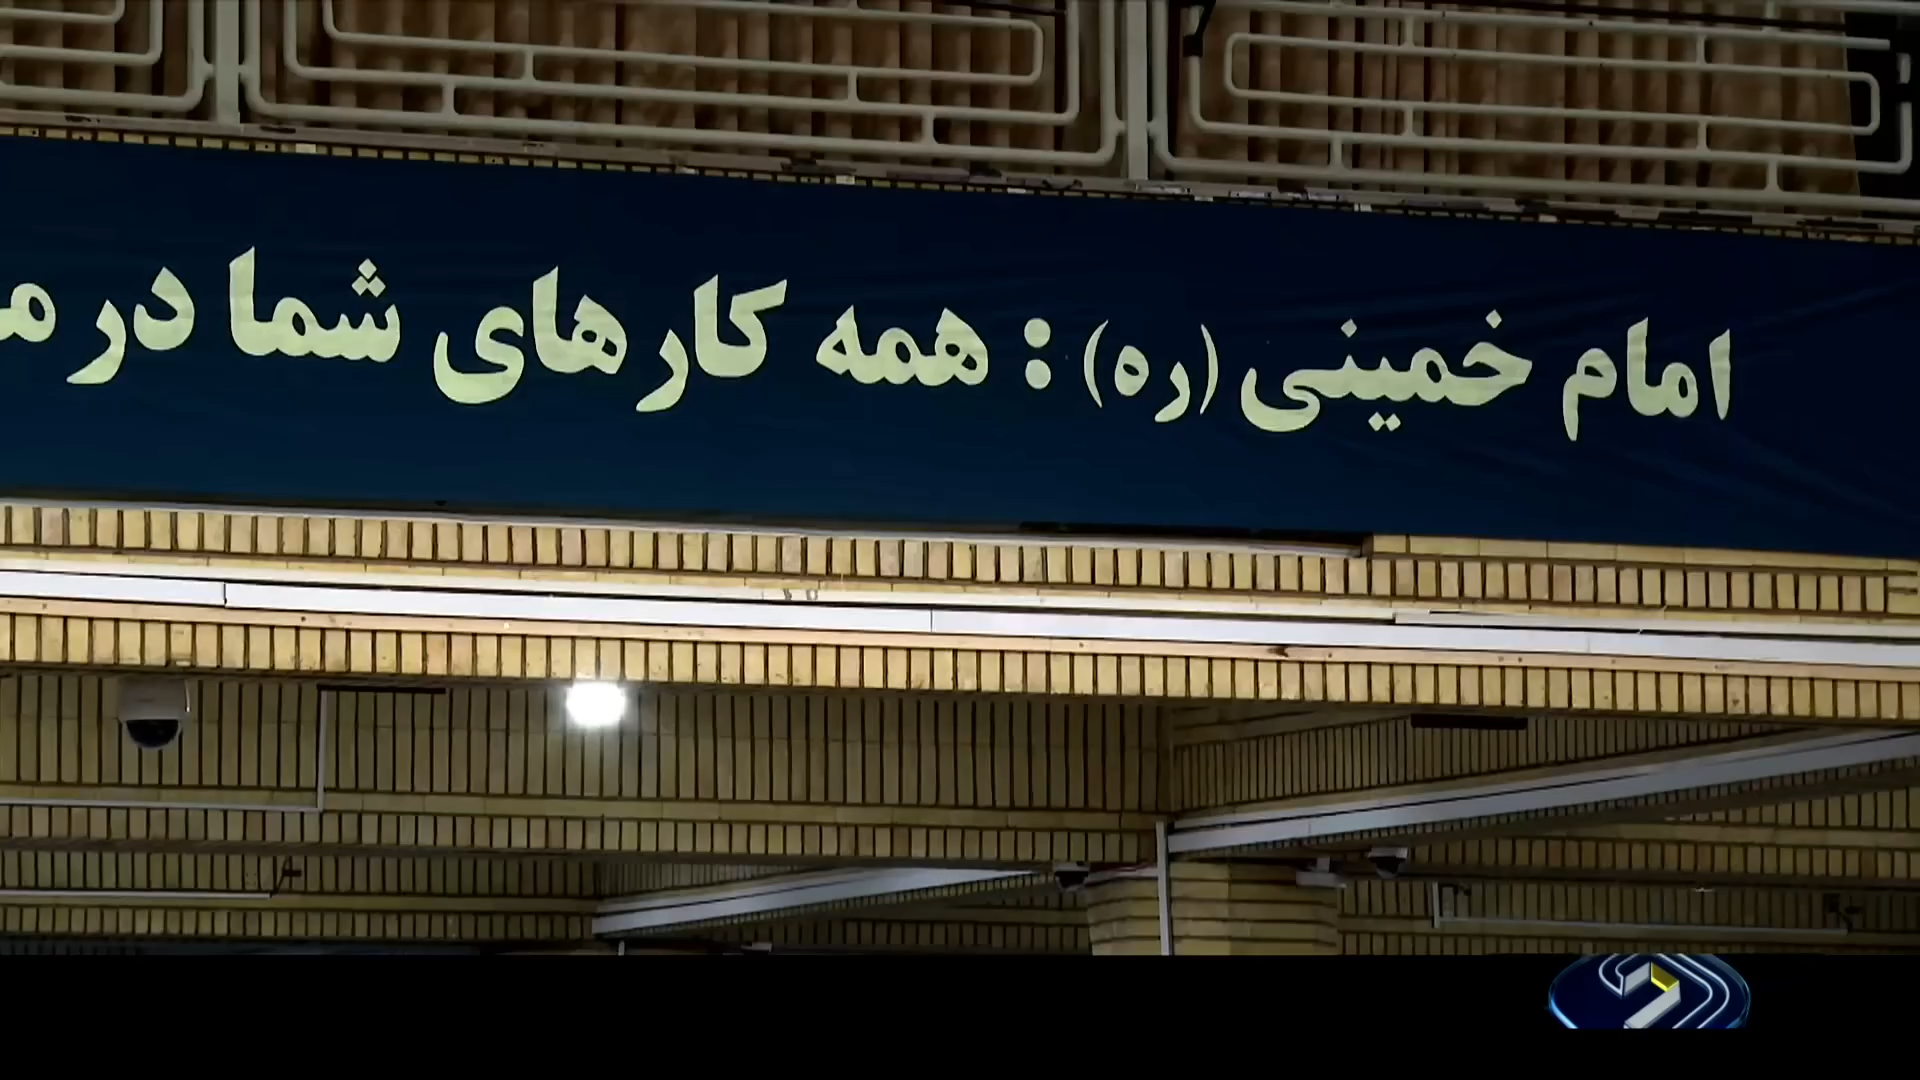 امام خمینی (ره) : همه کارهای شما در